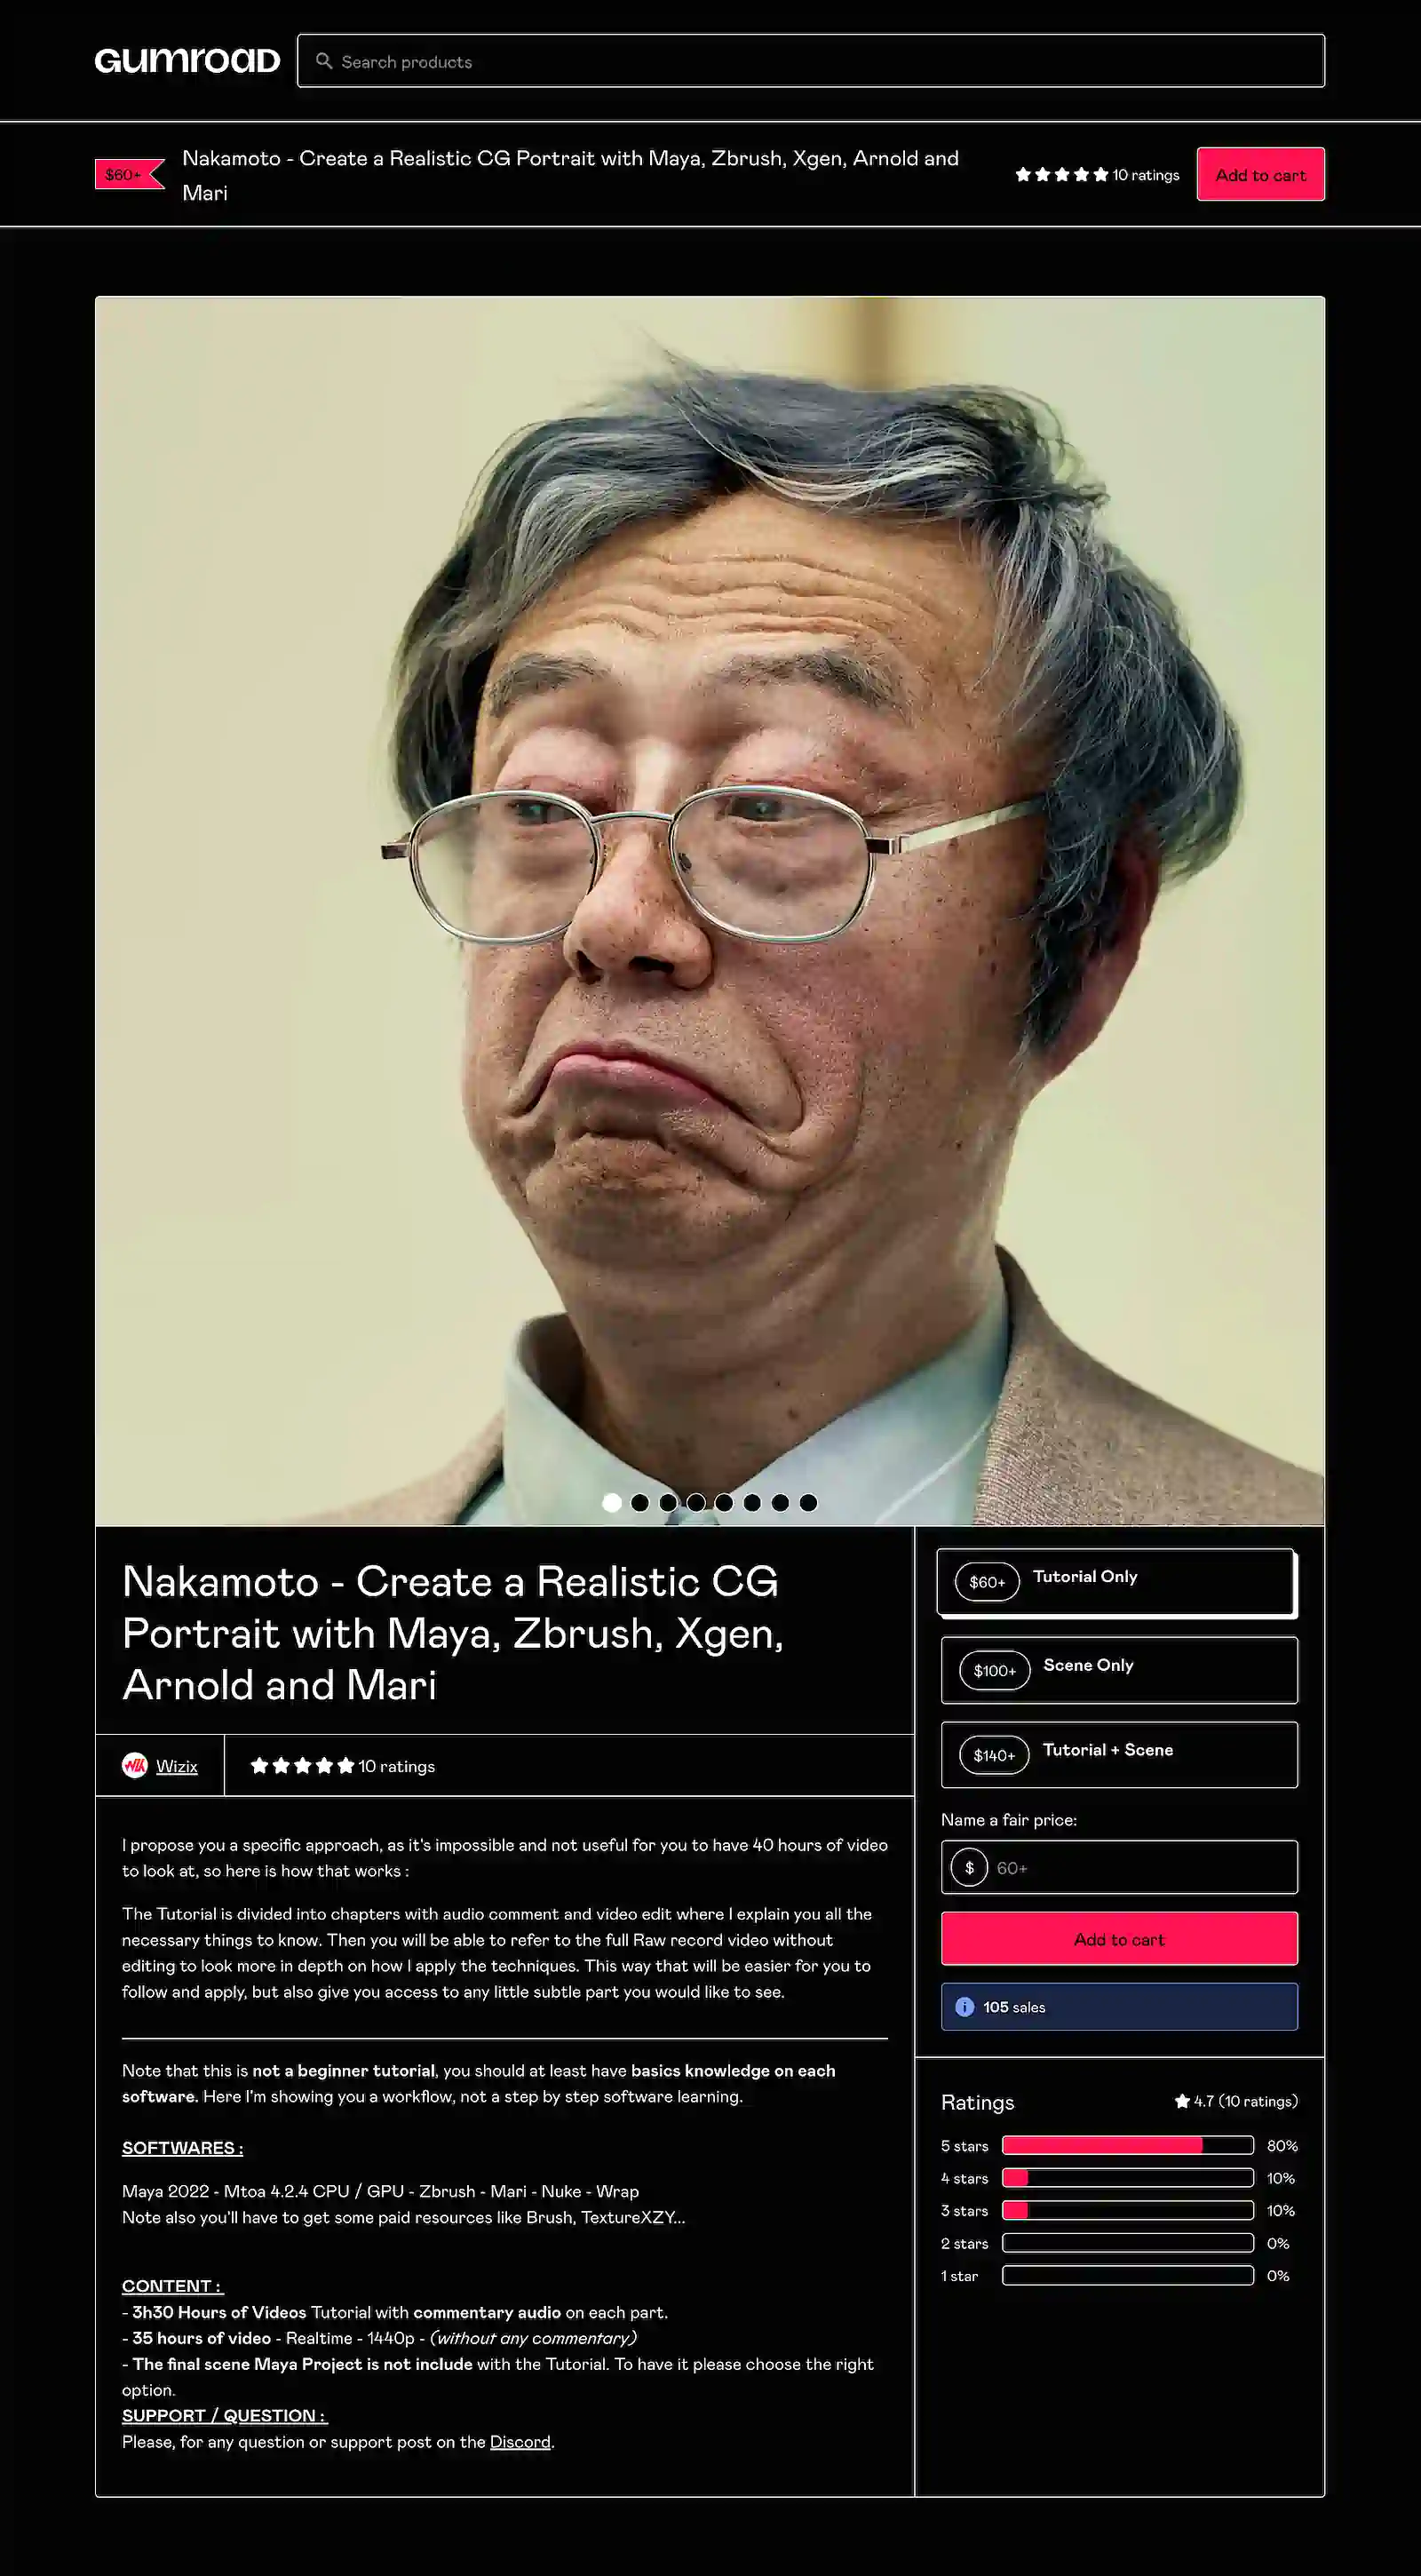 GUMROAD
Search products
$60+
Nakamoto - Create a Realistic CG Portrait with Maya, Zbrush, Xgen, Arnold and
Mari
10 ratings
Add to cart
Nakamoto - Create a Realistic CG
Portrait with Maya, Zbrush, Xgen,
Arnold and Mari
Wizix
10 ratings
I propose you a specific approach, as it's impossible and not useful for you to have 40 hours of video
to look at, so here is how that works :
The Tutorial is divided into chapters with audio comment and video edit where I explain you all the
necessary things to know. Then you will be able to refer to the full Raw record video without
editing to look more in depth on how I apply the techniques. This way that will be easier for you to
follow and apply, but also give you access to any little subtle part you would like to see.
Note that this is not a beginner tutorial, you should at least have basics knowledge on each
software. Here I'm showing you a workflow, not a step by step software learning.
SOFTWARES :
Maya 2022 - Mtoa 4.2.4 CPU / GPU - Zbrush - Mari - Nuke - Wrap
Note also you'll have to get some paid resources like Brush, TextureXZY...
CONTENT :
- 3h30 Hours of Videos Tutorial with commentary audio on each part.
- 35 hours of video - Realtime - 1440p - (without any commentary)
- The final scene Maya Project is not include with the Tutorial. To have it please choose the right
option.
SUPPORT / QUESTION :
Please, for any question or support post on the Discord.
$60+ Tutorial Only
$100+ Scene Only
$140+ Tutorial + Scene
Name a fair price:
$ 60+
Add to cart
105 sales
Ratings 4.7 (10 ratings)
5 stars 80%
4 stars 10%
3 stars 10%
2 stars 0%
1 star 0%